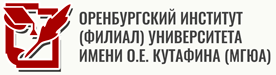 ОРЕНБУРГСКИЙ ИНСТИТУТ
(ФИЛИАЛ) УНИВЕРСИТЕТА
ИМЕНИ О.Е. КУТАФИНА (МГЮА)